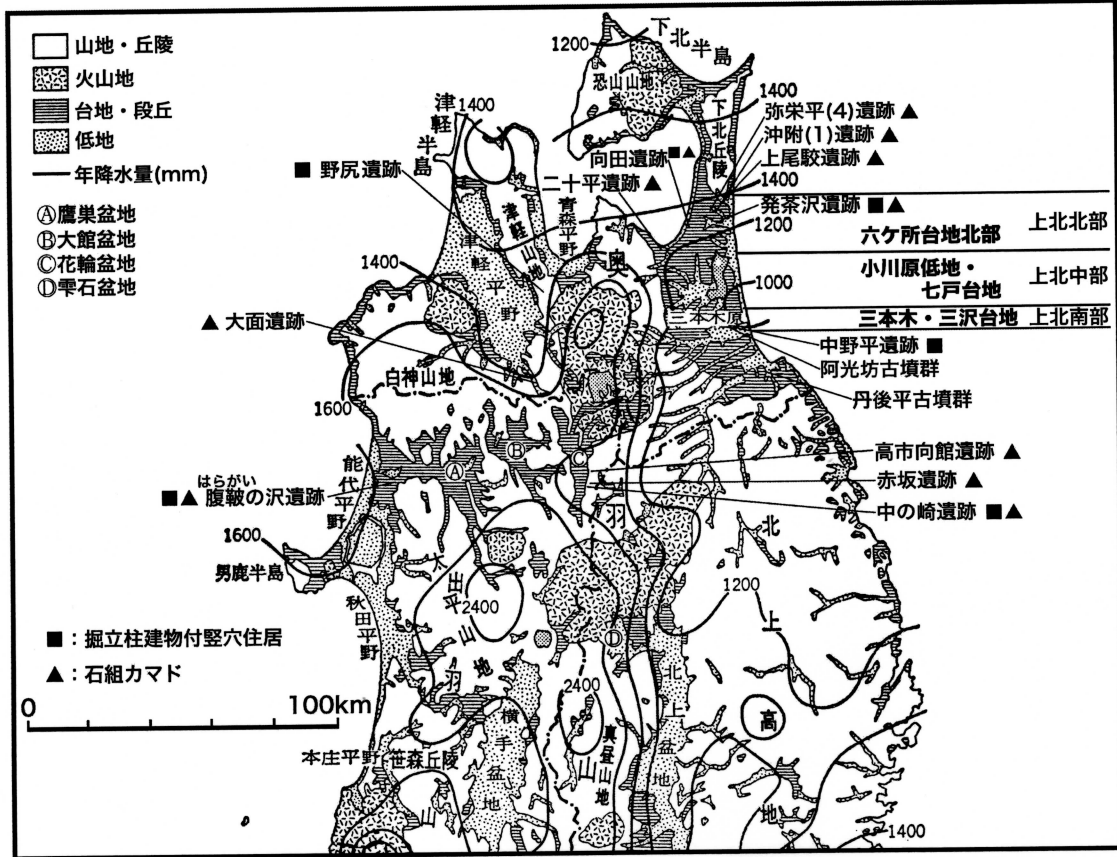 山地・丘陵
火山地
台地・段丘
低地
年降水量(mm)
Ⓐ鷹巣盆地
Ⓑ大館盆地
Ⓒ花輪盆地
Ⓓ雫石盆地
1200
下北半島
恐山山地
1400
下北丘陵
津軽半島
1400
弥栄平(4)遺跡 ▲
沖附(1)遺跡 ▲
上尾駮遺跡 ▲
向田遺跡■▲
■ 野尻遺跡
二十平遺跡 ▲
1400
発茶沢遺跡 ■▲
1200
六ケ所台地北部
上北北部
津軽山地
青森平野
津軽平野
奥
1400
小川原低地・
七戸台地
上北中部
1000
三本木原
三本木・三沢台地
上北南部
▲ 大面遺跡
中野平遺跡 ■
阿光坊古墳群
白神山地
丹後平古墳群
1600
能代平野
Ⓐ
Ⓑ
Ⓒ
高市向館遺跡 ▲
はらがい
■▲ 腹鞁の沢遺跡
赤坂遺跡 ▲
中の崎遺跡 ■▲
羽
北
1600
男鹿半島
太平山地
出
2400
1200
上
秋田平野
Ⓓ
■：掘立柱建物付竪穴住居
▲：石組カマド
羽
2400
北上盆地
0
100km
横手盆地
真昼山地
高
本庄平野
笹森丘陵
山
山
地
1400